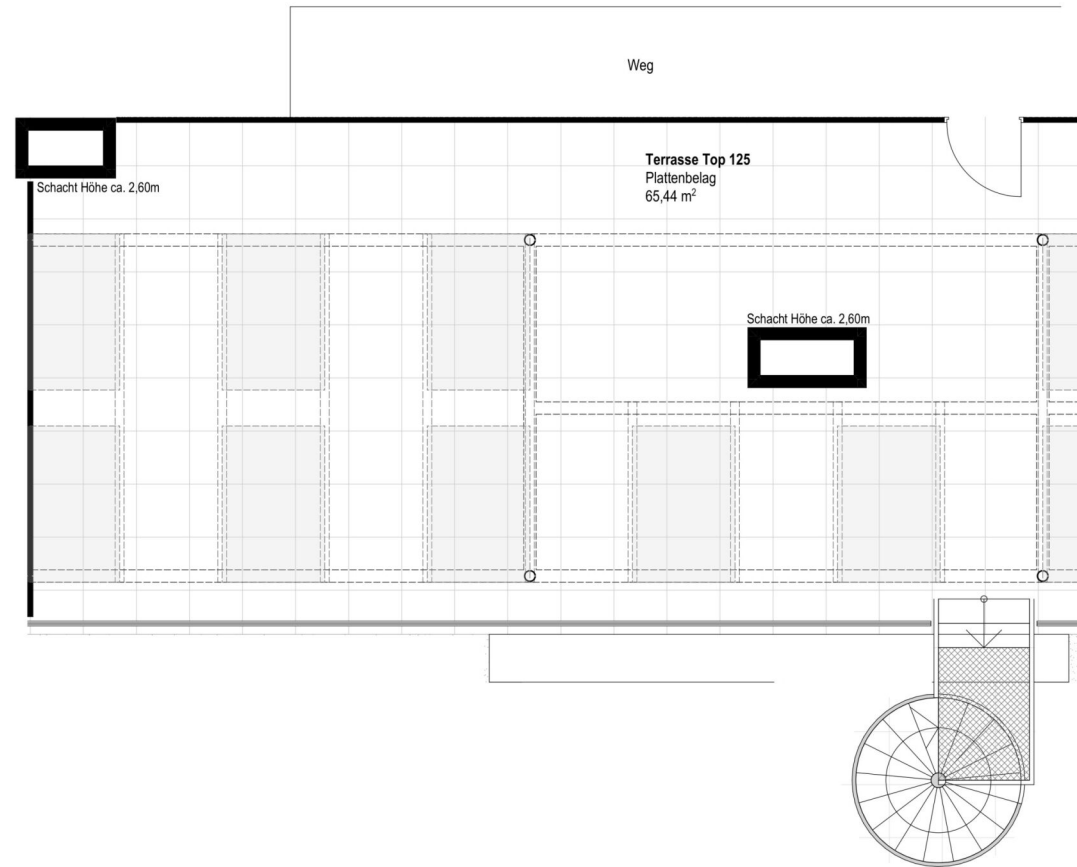 Weg
Terrasse Top 125
Plattenbelag
65,44 m²
Schacht Höhe ca. 2,60m
Schacht Höhe ca. 2,60m